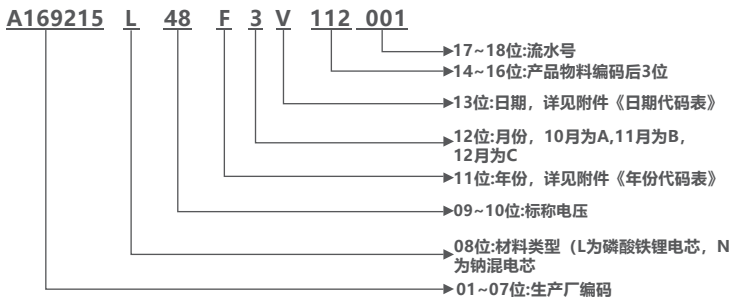 A169215 L 48 F 3 V 112 001
17~18位:流水号
14~16位:产品物料编码后3位
13位:日期，详见附件《日期代码表》
12位:月份，10月为A,11月为B，
12月为C
11位:年份，详见附件《年份代码表》
09~10位:标称电压
08位:材料类型（L为磷酸铁锂电芯，N
为钠混电芯
01~07位:生产厂编码